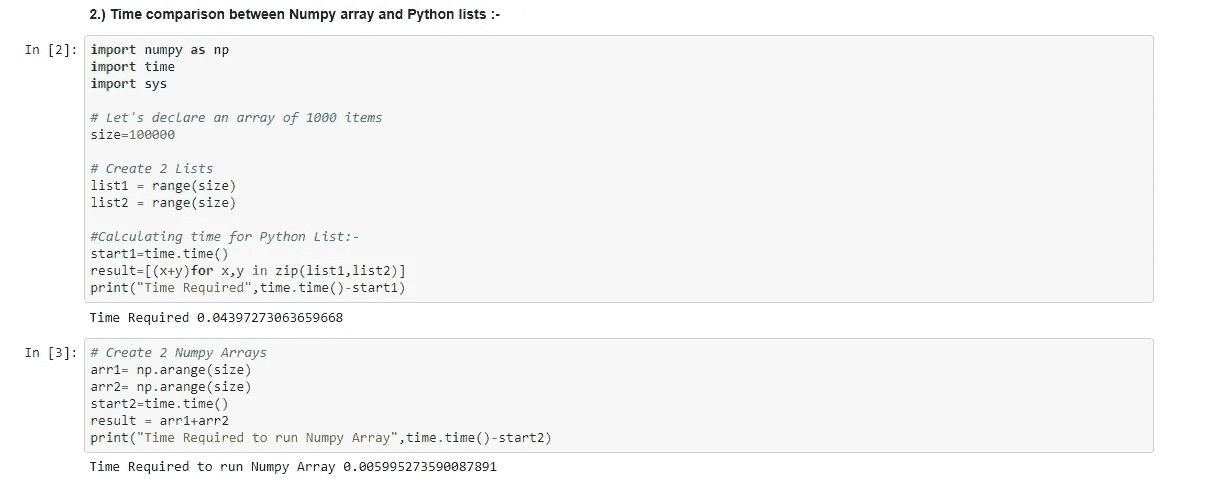 2.) Time comparison between Numpy array and Python lists :-
In [2]: import numpy as np
import time
import sys
# Let's declare an array of 1000 items
size=100000
# Create 2 Lists
list1 = range(size)
list2 = range(size)
#Calculating time for Python List:-
start1=time.time()
result=[(x+y)for x,y in zip(list1,list2)]
print("Time Required",time.time()-start1)
Time Required 0.04397273063659668
In [3]: # Create 2 Numpy Arrays
arr1= np.arange(size)
arr2= np.arange(size)
start2=time.time()
result = arr1+arr2
print("Time Required to run Numpy Array",time.time()-start2)
Time Required to run Numpy Array 0.005995273590087891